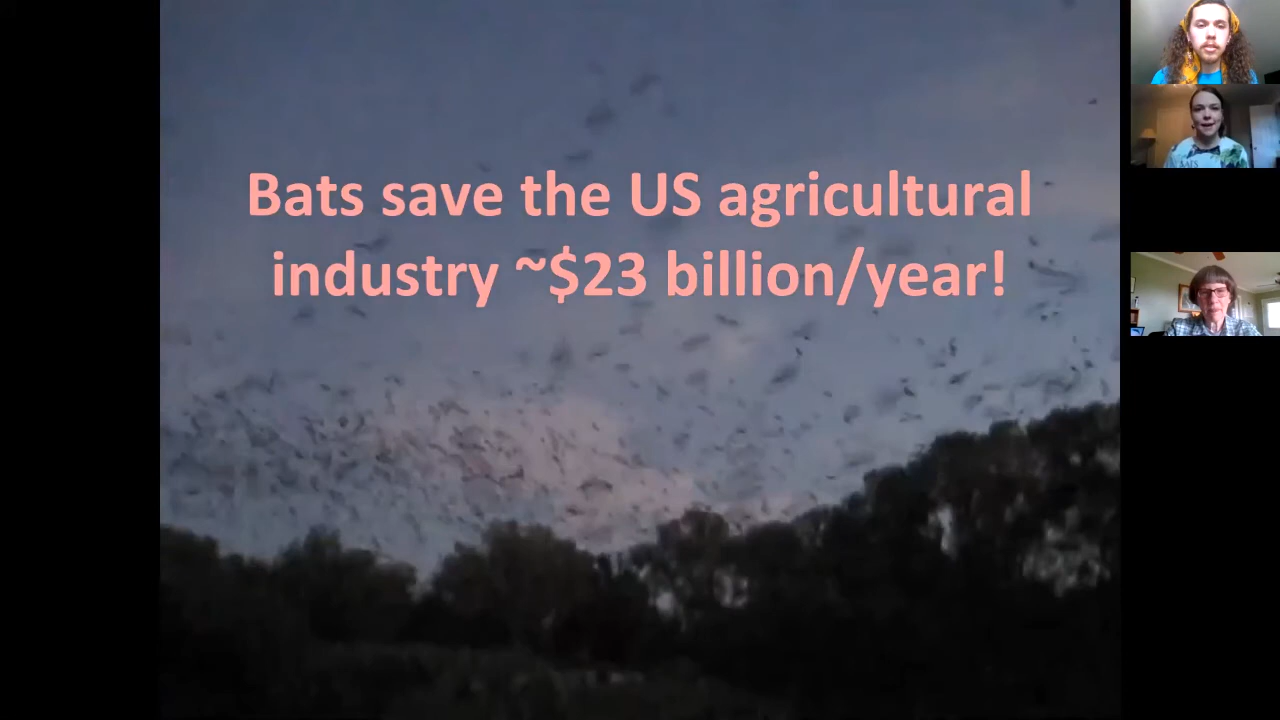 Bats save the US agricultural
industry ~$23 billion/year!